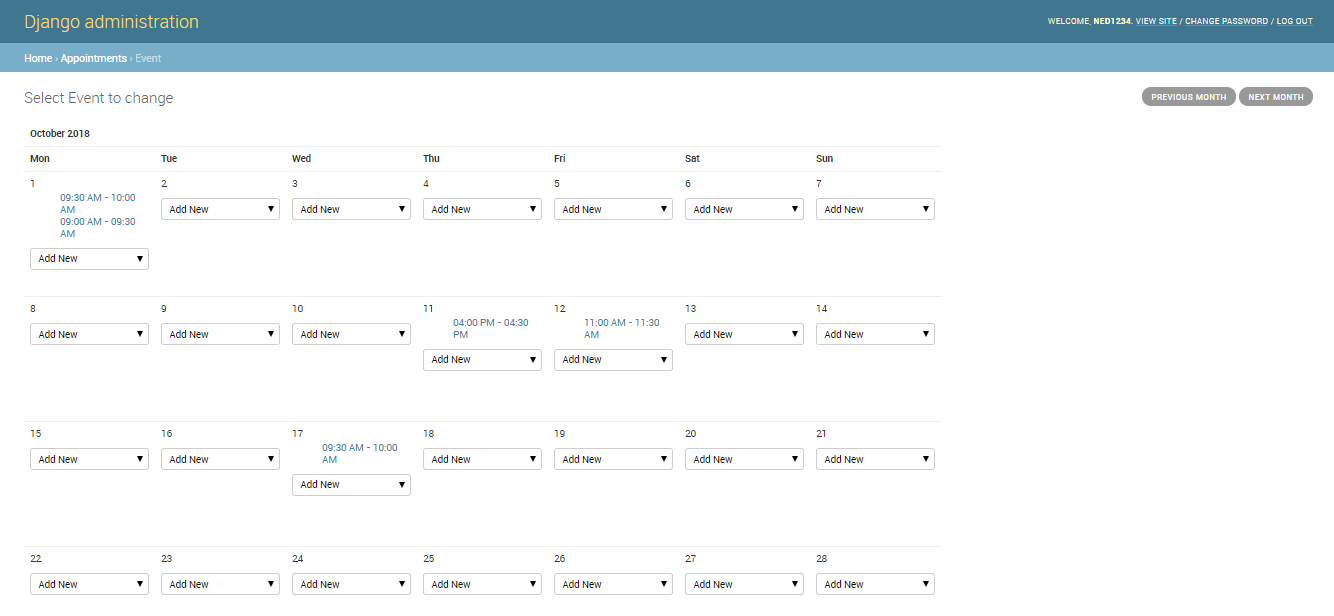 Django administration
WELCOME, NED1234. VIEW SITE / CHANGE PASSWORD / LOG OUT
Home › Appointments › Event
Select Event to change
PREVIOUS MONTH NEXT MONTH
October 2018
Mon Tue Wed Thu Fri Sat Sun
1 2 3 4 5 6 7
09:30 AM - 10:00
AM
09:00 AM - 09:30
AM
Add New Add New Add New Add New Add New Add New
Add New
8 9 10 11 12 13 14
04:00 PM - 04:30 11:00 AM - 11:30
PM AM
Add New Add New Add New Add New Add New
Add New Add New
15 16 17 18 19 20 21
09:30 AM - 10:00
AM
Add New Add New Add New Add New Add New Add New
Add New
22 23 24 25 26 27 28
Add New Add New Add New Add New Add New Add New Add New